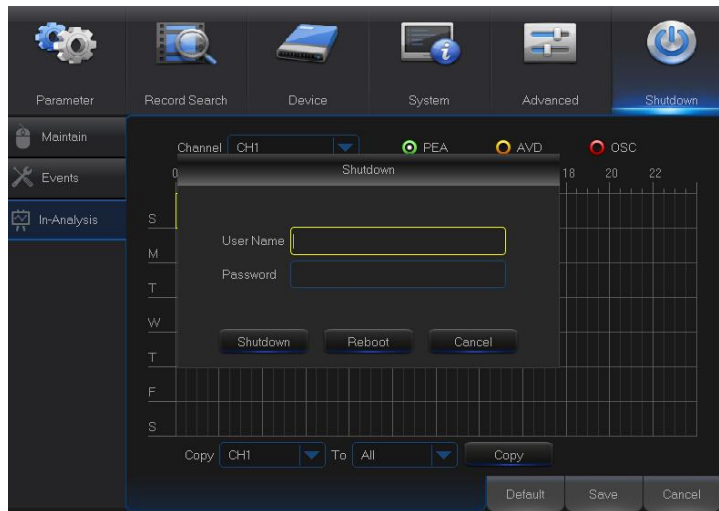 Parameter Record Search Device System Advanced Shutdown
Maintain
Events
In-Analysis
Channel CH1 PEA AVD OSC
Shutdown
0 18 20 22
User Name
Password
Shutdown Reboot Cancel
S
M
T
W
T
F
S
Copy CH1 To All Copy
Default Save Cancel